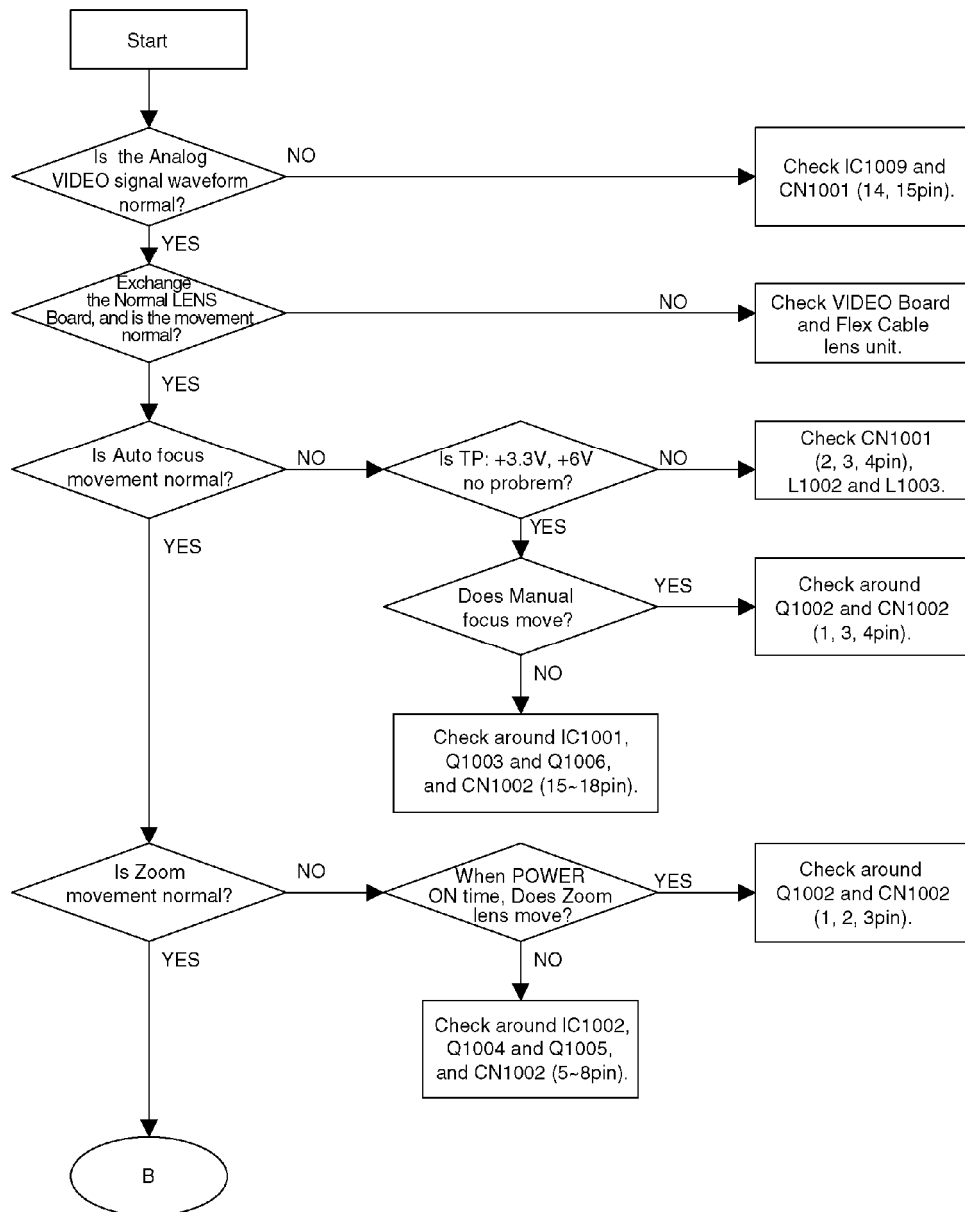 Start
Is the Analog
VIDEO signal waveform
normal?
NO
Check IC1009 and
CN1001 (14, 15pin).
YES
Exchange
the Normal LENS
Board, and is the movement
normal?
NO
Check VIDEO Board
and Flex Cable
lens unit.
YES
Is Auto focus
movement normal?
NO
Is TP: +3.3V, +6V
no probrem?
NO
Check CN1001
(2, 3, 4pin),
L1002 and L1003.
YES
YES
Does Manual
focus move?
YES
Check around
Q1002 and CN1002
(1, 3, 4pin).
NO
Check around IC1001,
Q1003 and Q1006,
and CN1002 (15~18pin).
Is Zoom
movement normal?
NO
When POWER
ON time, Does Zoom
lens move?
YES
Check around
Q1002 and CN1002
(1, 2, 3pin).
YES
NO
Check around IC1002,
Q1004 and Q1005,
and CN1002 (5~8pin).
B